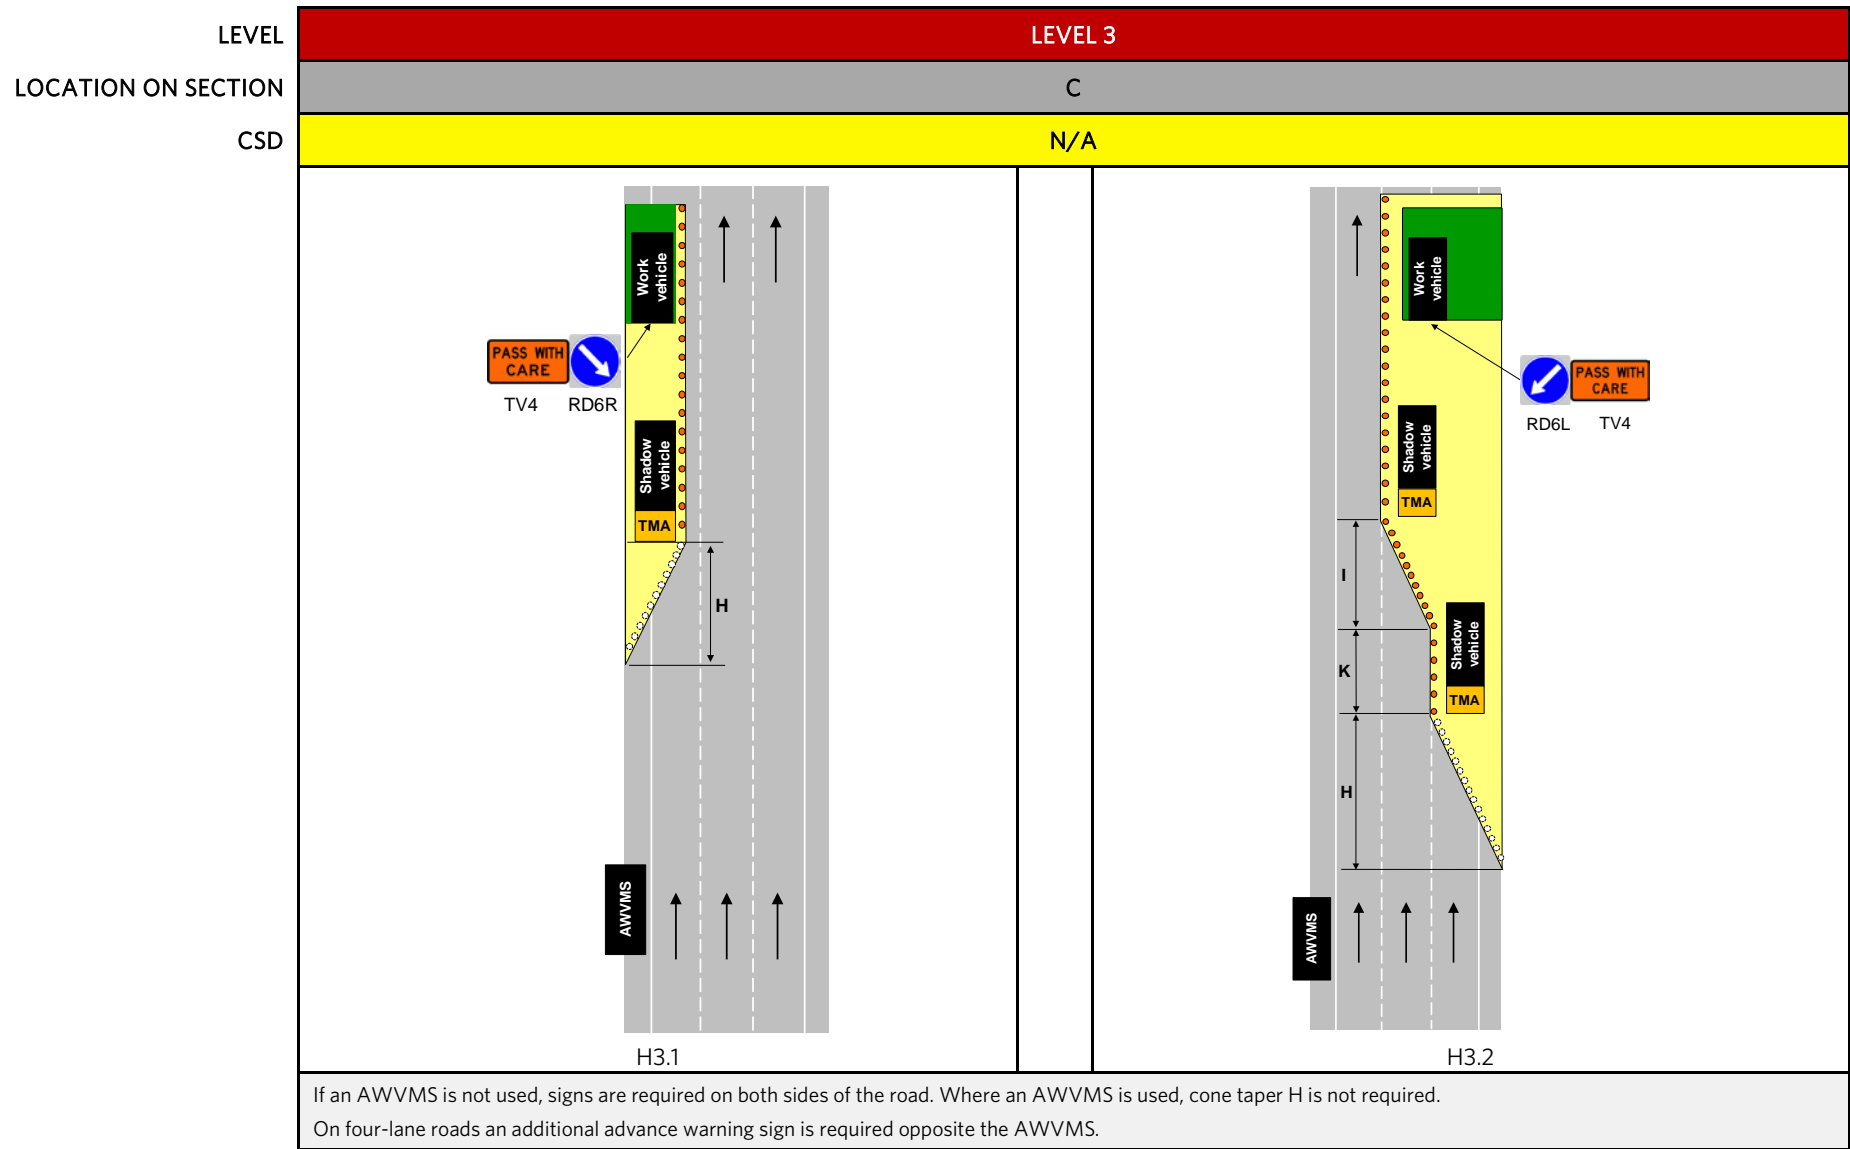 LEVEL
LEVEL 3
LOCATION ON SECTION
C
CSD
N/A
Work
vehicle
PASS WITH
CARE
TV4
RD6R
Shadow
vehicle
TMA
H
AWVMS
H3.1
Work
vehicle
PASS WITH
CARE
RD6L
TV4
Shadow
vehicle
TMA
I
Shadow
vehicle
K
TMA
H
AWVMS
H3.2
If an AWVMS is not used, signs are required on both sides of the road. Where an AWVMS is used, cone taper H is not required.
On four-lane roads an additional advance warning sign is required opposite the AWVMS.